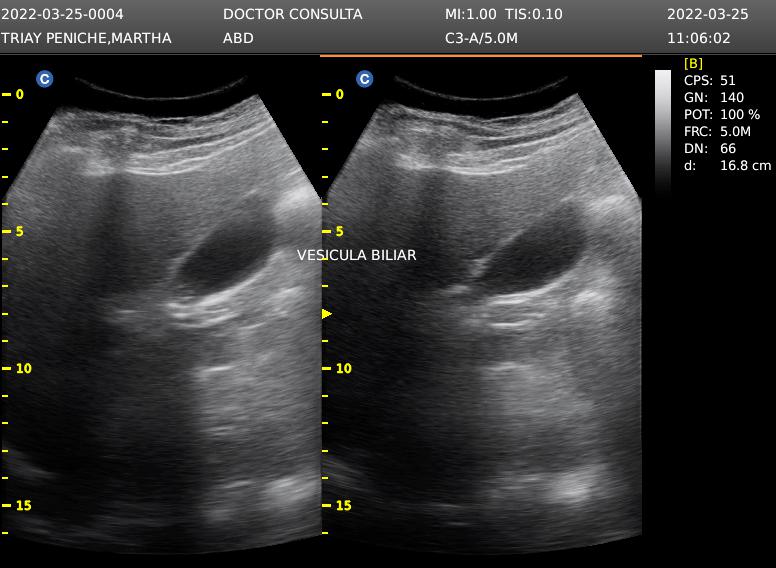 2022-03-25-0004 DOCTOR CONSULTA MI:1.00 TIS:0.10 2022-03-25
TRIAY PENICHE,MARTHA ABD C3-A/5.0M 11:06:02
[B]
CPS: 51
GN: 140
POT: 100 %
FRC: 5.0M
DN: 66
d: 16.8 cm
C C
0 0
5 5
VESICULA BILIAR
10 10
15 15